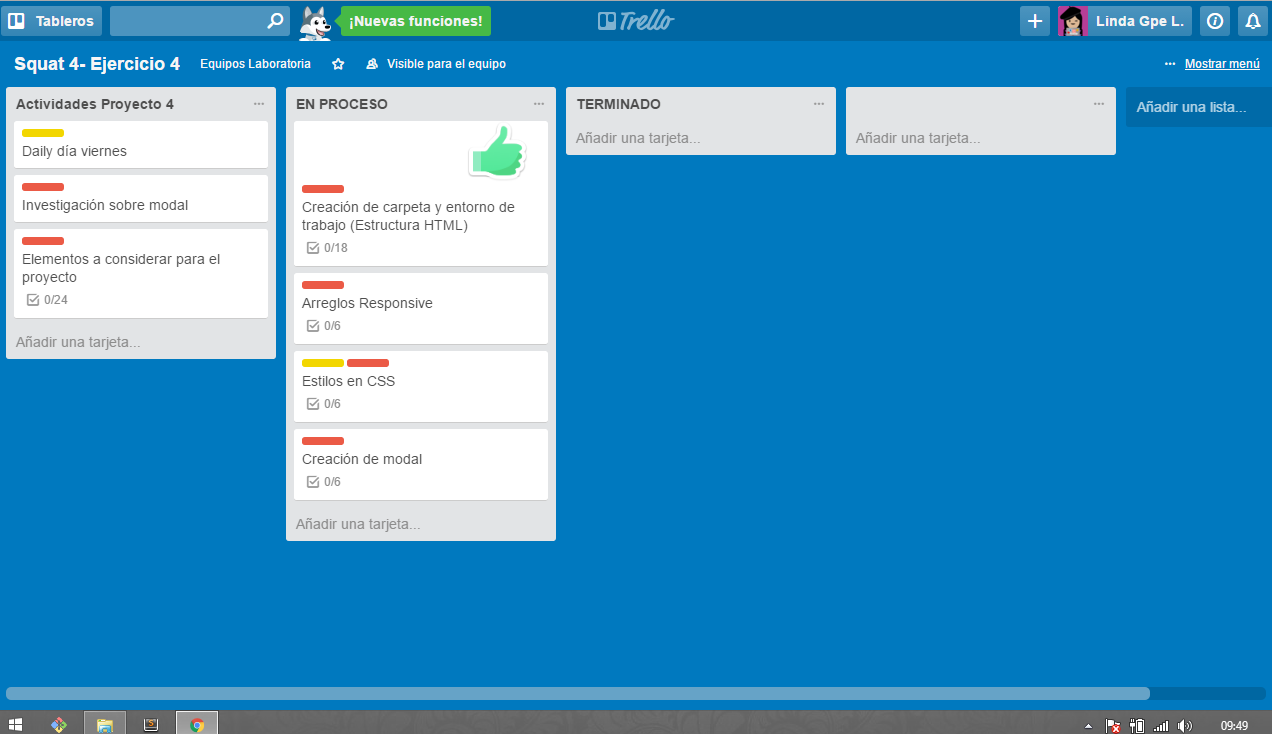 Tableros
¡Nuevas funciones!
Trello
Linda Gpe L.
Squat 4- Ejercicio 4
Equipos Laboratoria
Visible para el equipo
Mostrar menú
Actividades Proyecto 4
Daily día viernes
Investigación sobre modal
Elementos a considerar para el
proyecto
0/24
Añadir una tarjeta...
EN PROCESO
Creación de carpeta y entorno de
trabajo (Estructura HTML)
0/18
Arreglos Responsive
0/6
Estilos en CSS
0/6
Creación de modal
0/6
Añadir una tarjeta...
TERMINADO
Añadir una tarjeta...
Añadir una tarjeta...
Añadir una lista...
09:49